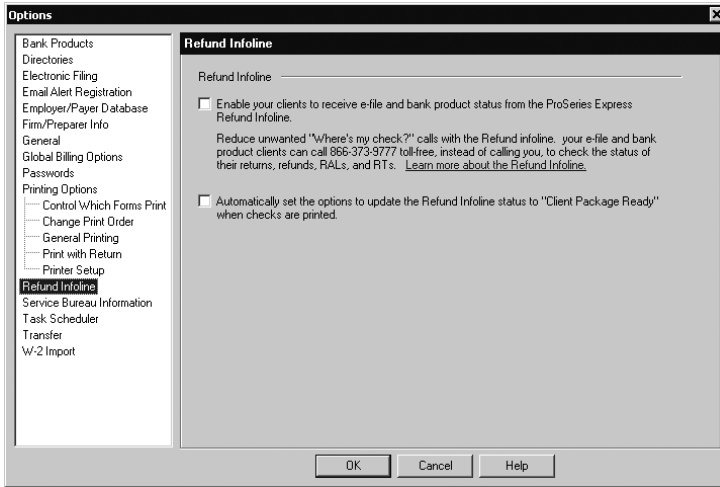 Options
Bank Products
Directories
Electronic Filing
Email Alert Registration
Employer/Payer Database
Firm/Preparer Info
General
Global Billing Options
Passwords
Printing Options
Control Which Forms Print
Change Print Order
General Printing
Print with Return
Printer Setup
Refund Infoline
Service Bureau Information
Task Scheduler
Transfer
W-2 Import
Refund Infoline
Refund Infoline
Enable your clients to receive e-file and bank product status from the ProSeries Express
Refund Infoline.
Reduce unwanted "Where's my check?" calls with the Refund infoline. your e-file and bank
product clients can call 866-373-9777 toll-free, instead of calling you, to check the status of
their returns, refunds, RALs, and RTs. Learn more about the Refund Infoline.
Automatically set the options to update the Refund Infoline status to "Client Package Ready"
when checks are printed.
OK
Cancel
Help